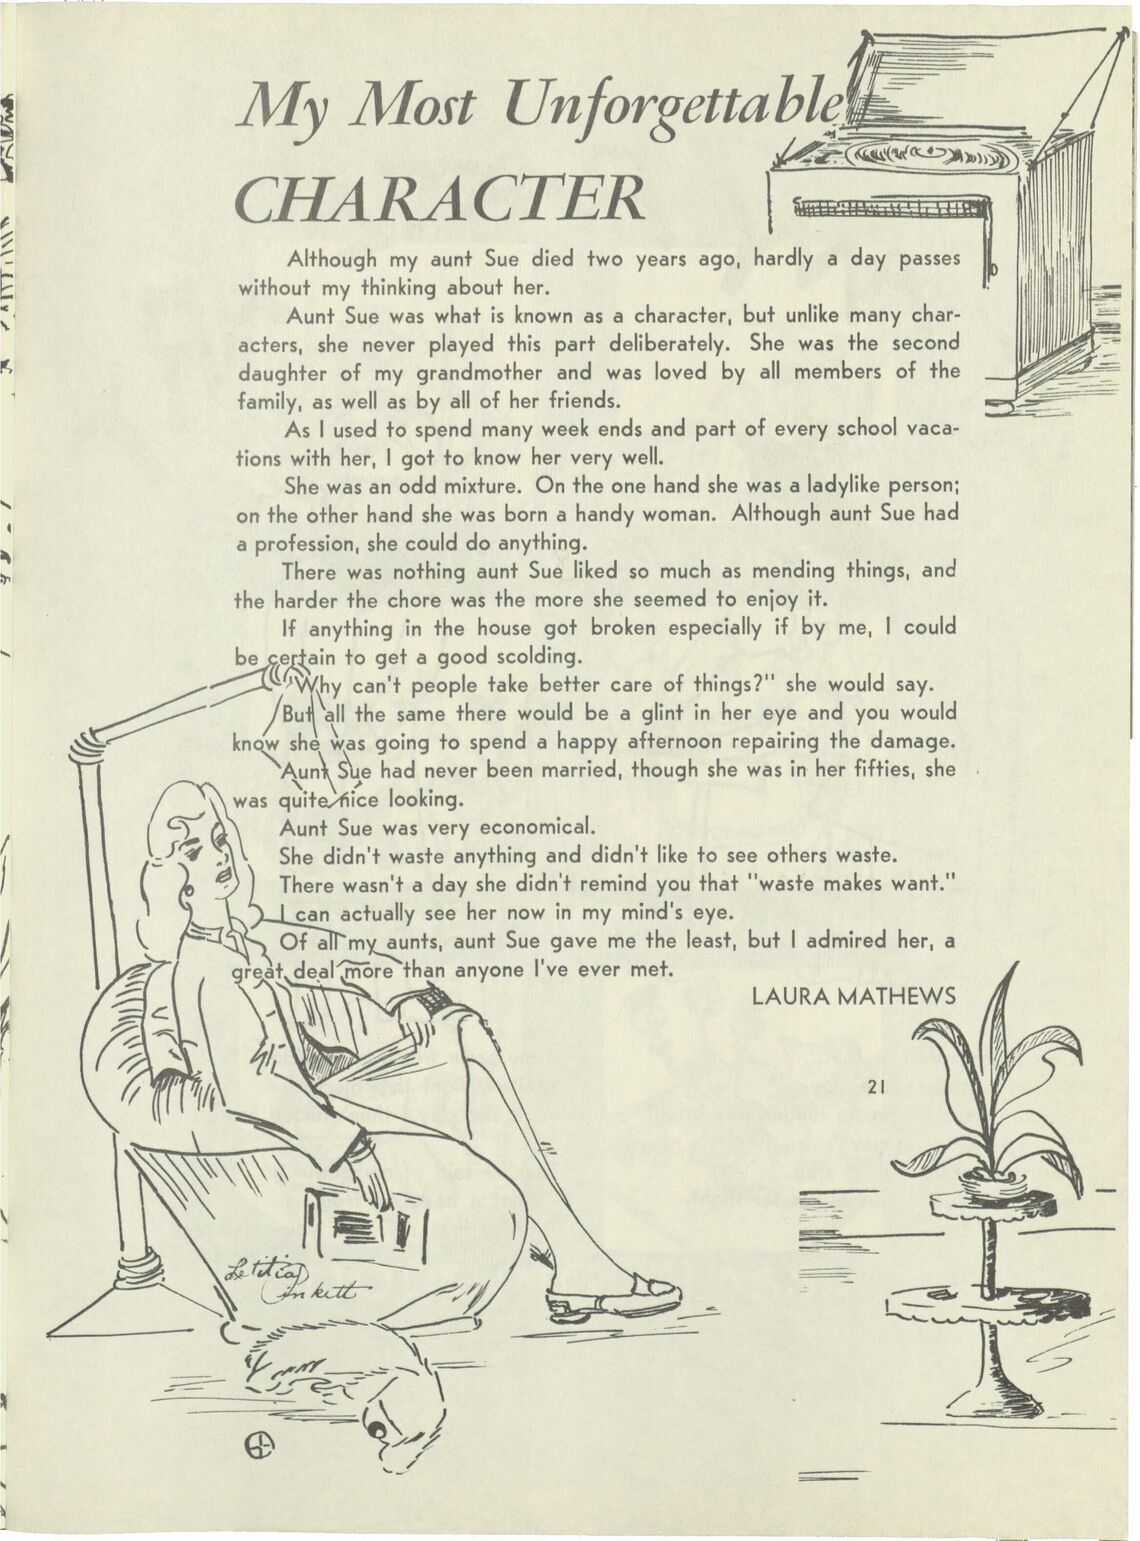 My Most Unforgettable
CHARACTER
Although my aunt Sue died two years ago, hardly a day passes
without my thinking about her.
Aunt Sue was what is known as a character, but unlike many char-
acters, she never played this part deliberately. She was the second
daughter of my grandmother and was loved by all members of the
family, as well as by all of her friends.
As I used to spend many week ends and part of every school vaca-
tions with her, I got to know her very well.
She was an odd mixture. On the one hand she was a ladylike person;
on the other hand she was born a handy woman. Although aunt Sue had
a profession, she could do anything.
There was nothing aunt Sue liked so much as mending things, and
the harder the chore was the more she seemed to enjoy it.
If anything in the house got broken especially if by me, I could
be certain to get a good scolding.
"Why can't people take better care of things?" she would say.
But all the same there would be a glint in her eye and you would
know she was going to spend a happy afternoon repairing the damage.
Aunt Sue had never been married, though she was in her fifties, she
was quite nice looking.
Aunt Sue was very economical.
She didn't waste anything and didn't like to see others waste.
There wasn't a day she didn't remind you that "waste makes want."
I can actually see her now in my mind's eye.
Of all my aunts, aunt Sue gave me the least, but I admired her, a
great deal more than anyone I've ever met.
LAURA MATHEWS
21
Letitia